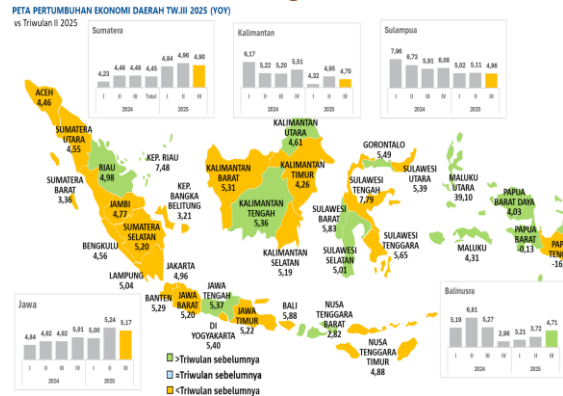 PETA PERTUMBUHAN EKONOMI DAERAH TW.III 2025 (YOY)
vs Triwulan II 2025
Sumatera
4,23 4,48 4,48 4,45 4,84 4,96 4,90
I II III Total I II III
2024 2025
Kalimantan
6,17 5,22 5,20 5,51 4,32 4,95 4,70
I II III IV I II III
2024 2025
Sulampua
7,96 6,73 5,91 6,06 5,02 5,11 4,96
I II III IV I II III
2024 2025
ACEH
4,46
SUMATERA
UTARA
4,55
RIAU
4,98
KEP. RIAU
7,48
SUMATERA
BARAT
3,36
JAMBI
4,77
KEP.
BANGKA
BELITUNG
3,21
SUMATERA
SELATAN
5,20
BENGKULU
4,56
LAMPUNG
5,04
KALIMANTAN
UTARA
4,61
KALIMANTAN
BARAT
5,31
KALIMANTAN
TIMUR
4,26
KALIMANTAN
TENGAH
5,36
KALIMANTAN
SELATAN
5,19
GORONTALO
5,49
SULAWESI
UTARA
5,39
SULAWESI
TENGAH
7,79
SULAWESI
BARAT
5,83
SULAWESI
SELATAN
5,01
SULAWESI
TENGGARA
5,65
MALUKU
UTARA
39,10
MALUKU
4,31
PAPUA
BARAT DAYA
4,03
PAPUA
BARAT
-0,13
JAKARTA
4,96
BANTEN
5,29
JAWA
BARAT
5,20
JAWA
TENGAH
5,37
DI
YOGYAKARTA
5,40
JAWA
TIMUR
5,22
BALI
5,88
NUSA
TENGGARA
BARAT
2,82
NUSA
TENGGARA
TIMUR
4,88
Jawa
4,84 4,92 4,92 5,01 5,00 5,24 5,17
I II III IV I II III
2024 2025
Balinusra
5,19 6,81 5,27 2,98 3,21 3,72 4,71
I II III IV I II III
2024 2025
>Triwulan sebelumnya
=Triwulan sebelumnya
<Triwulan sebelumnya